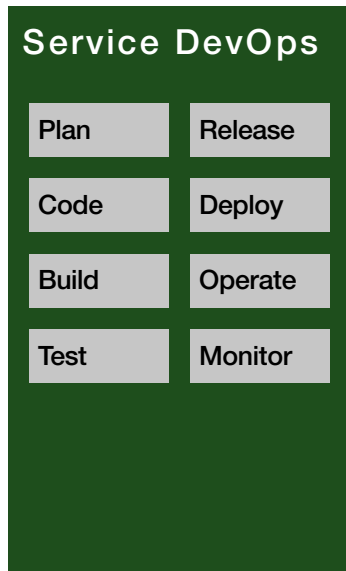 Service DevOps
Plan
Code
Build
Test
Release
Deploy
Operate
Monitor